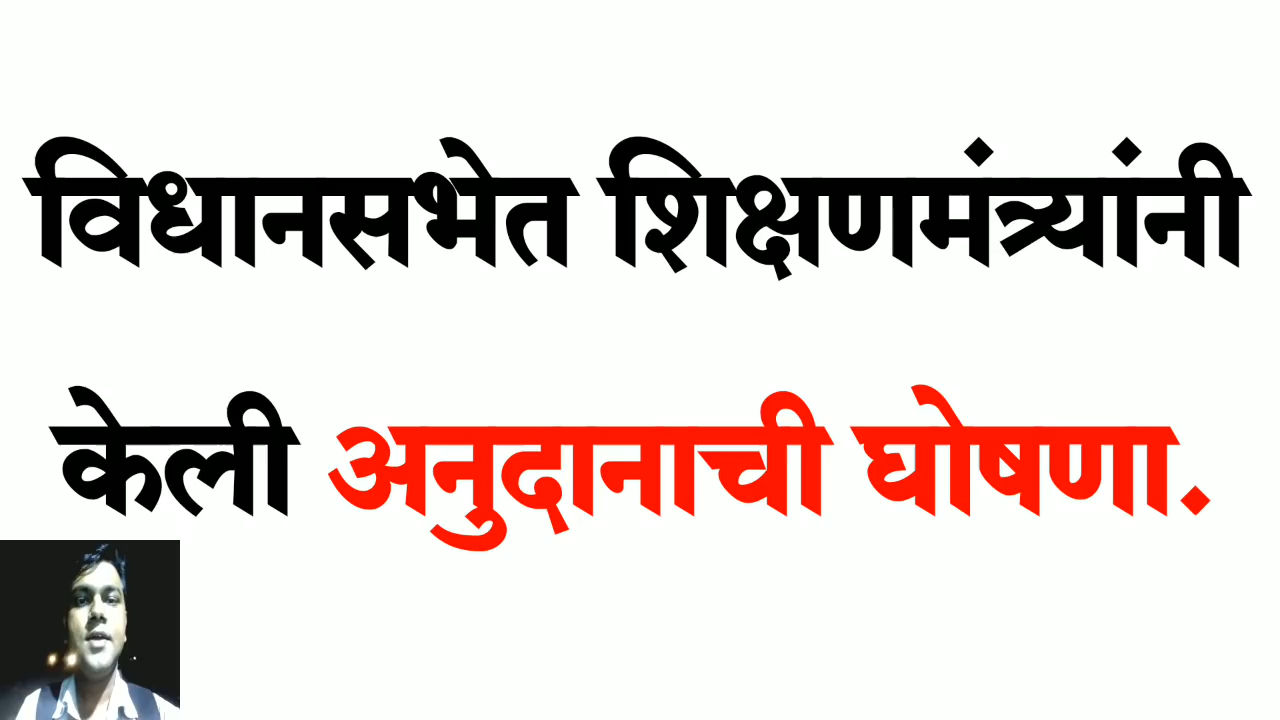 विधानसभेत शिक्षणमंत्र्यांनी
केली अनुदानाची घोषणा.